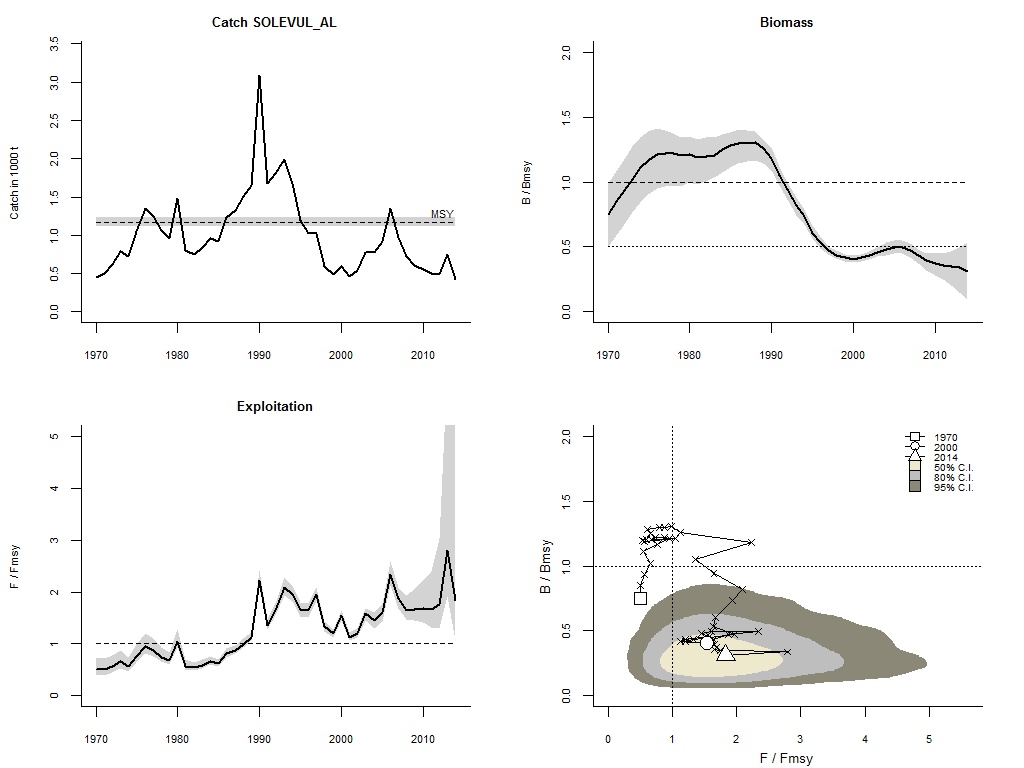 Catch SOLEVUL_AL
Catch in 1000 t
3.5
3.0
2.5
2.0
1.5
1.0
0.5
0.0
MSY
1970 1980 1990 2000 2010
Biomass
B / Bmsy
2.0
1.5
1.0
0.5
0.0
1970 1980 1990 2000 2010
Exploitation
F / Fmsy
5
4
3
2
1
0
1970 1980 1990 2000 2010
B / Bmsy
2.0
1.5
1.0
0.5
0.0
1970
2000
2014
50% C.I.
80% C.I.
95% C.I.
0 1 2 3 4 5
F / Fmsy